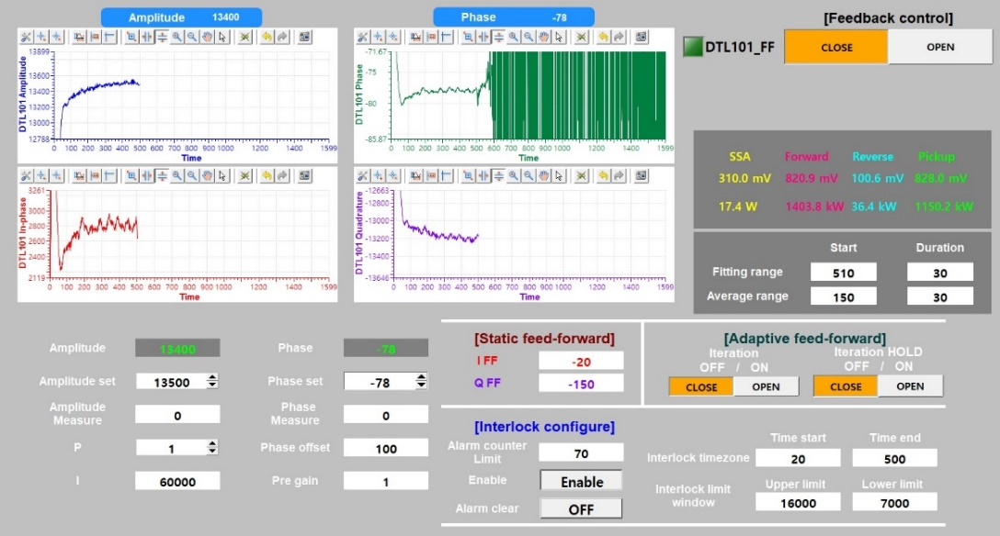 Amplitude 13400
Phase -78
[Feedback control]
DTL101_FF CLOSE OPEN
DTL101 Amplitude
13899
13600
13400
13200
13000
12788
0 100 200 300 400 500 600 700 800 900 1000 1200 1400 1599
Time
DTL101 Phase
-71.67
-75
-80
-85.87
0 100 200 300 400 500 600 700 800 900 1000 1200 1400 1599
Time
SSA Forward Reverse Pickup
310.0 mV 820.9 mV 100.6 mV 828.0 mV
17.4 W 1403.8 kW 36.4 kW 1150.2 kW
DTL101 In-phase
3261
3000
2800
2600
2400
2119
0 100 200 300 400 500 600 700 800 900 1000 1200 1400 1599
Time
DTL101 Quadrature
-12663
-12800
-13000
-13200
-13400
-13646
0 100 200 300 400 500 600 700 800 900 1000 1200 1400 1599
Time
Start Duration
Fitting range 510 30
Average range 150 30
Amplitude 13400
Amplitude set 13500
Amplitude
Measure 0
P 1
I 60000
Phase -78
Phase set -78
Phase
Measure 0
Phase offset 100
Pre gain 1
[Static feed-forward]
I FF -20
Q FF -150
[Adaptive feed-forward]
Iteration
OFF / ON
CLOSE OPEN
Iteration HOLD
OFF / ON
CLOSE OPEN
[Interlock configure]
Alarm counter
Limit 70
Enable Enable
Alarm clear OFF
Time start Time end
Interlock timezone 20 500
Upper limit Lower limit
Interlock limit
window 16000 7000